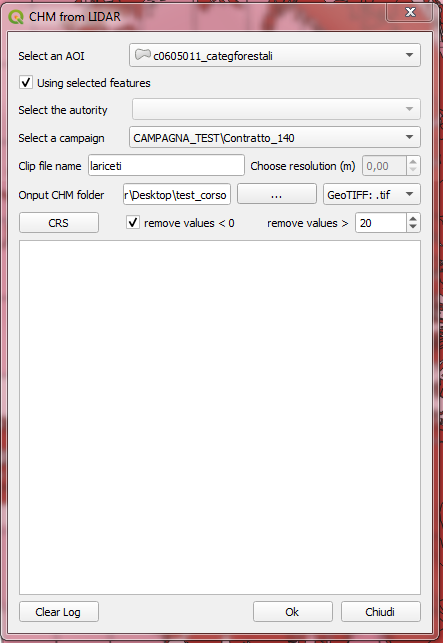 CHM from LIDAR
Select an AOI c0605011_categforestali
Using selected features
Select the autority
Select a campaign CAMPAGNA_TEST\Contratto_140
Clip file name lariceti Choose resolution (m) 0,00
Onput CHM folder r\Desktop\test_corso ... GeoTIFF: .tif
CRS remove values < 0 remove values > 20
Clear Log Ok Chiudi